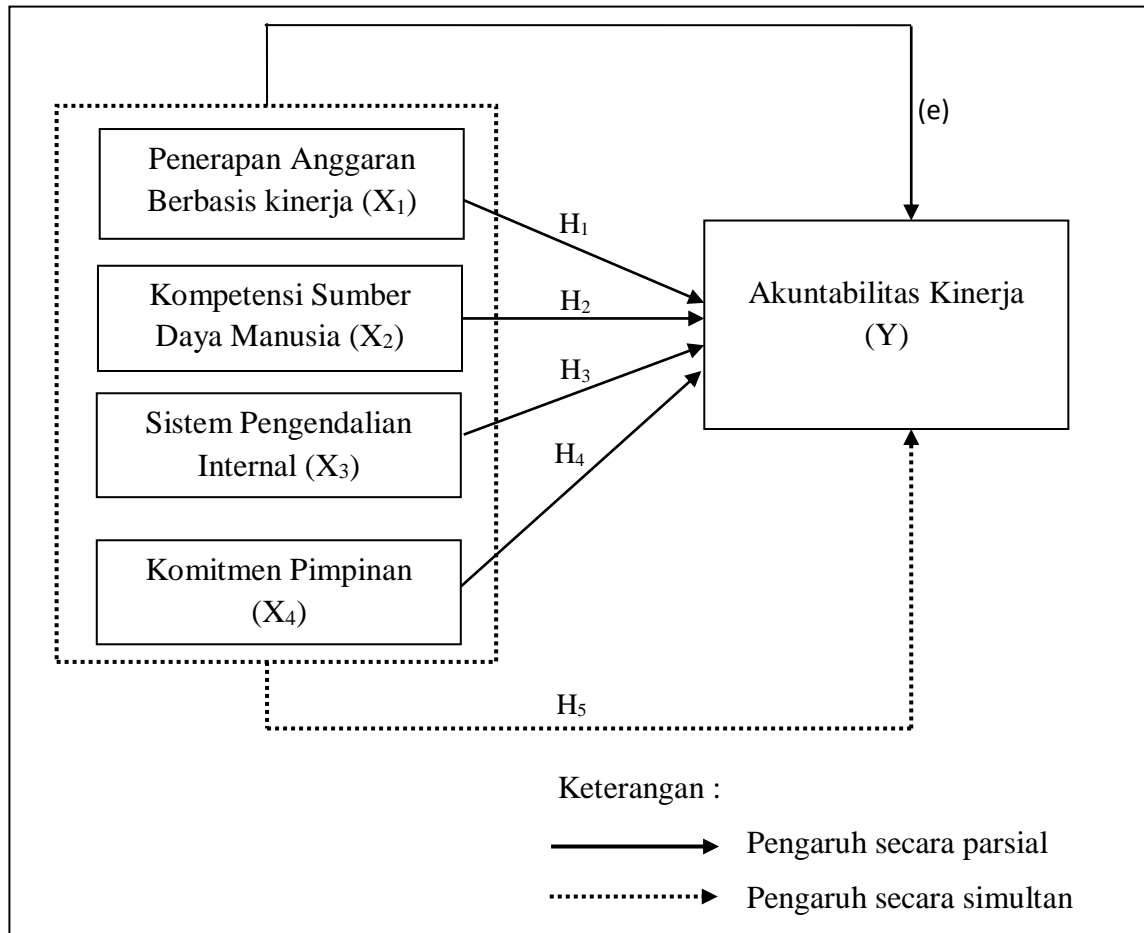 (e)
Penerapan Anggaran
Berbasis kinerja (X₁)
H₁
Kompetensi Sumber
Daya Manusia (X₂)
H₂
Akuntabilitas Kinerja
(Y)
Sistem Pengendalian
Internal (X₃)
H₃
H₄
Komitmen Pimpinan
(X₄)
H₅
Keterangan :
Pengaruh secara parsial
Pengaruh secara simultan